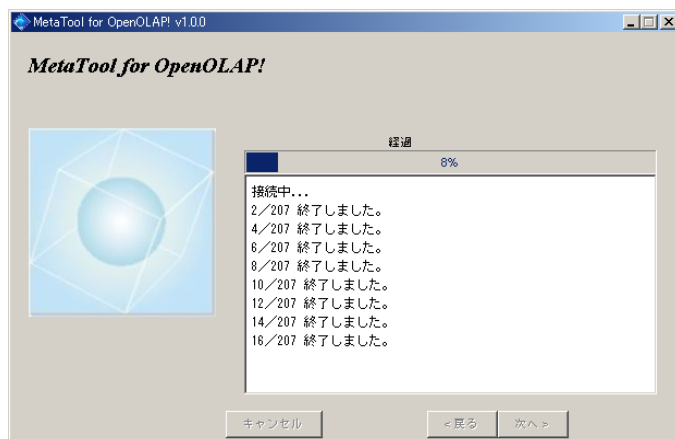 MetaTool for OpenOLAP! v1.0.0
MetaTool for OpenOLAP!
経過
8%
接続中...
2／207 終了しました。
4／207 終了しました。
6／207 終了しました。
8／207 終了しました。
10／207 終了しました。
12／207 終了しました。
14／207 終了しました。
16／207 終了しました。
キャンセル
<戻る
次へ>